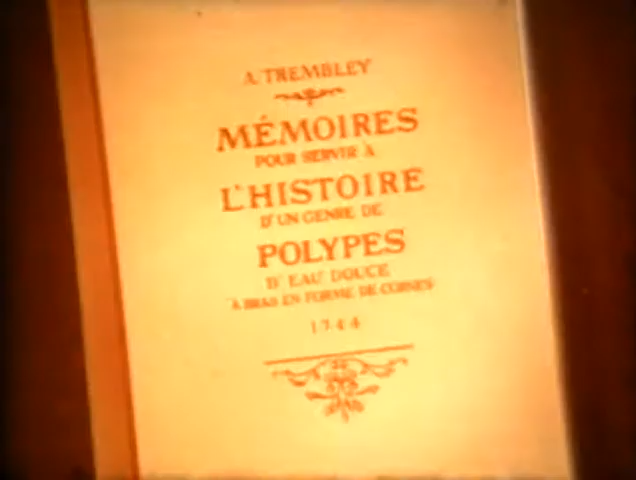 A. TREMBLEY
MÉMOIRES
POUR SERVIR A
L'HISTOIRE
D'UN GENRE DE
POLYPES
D'EAU DOUCE
A BRAS EN FORME DE CORNES
1744